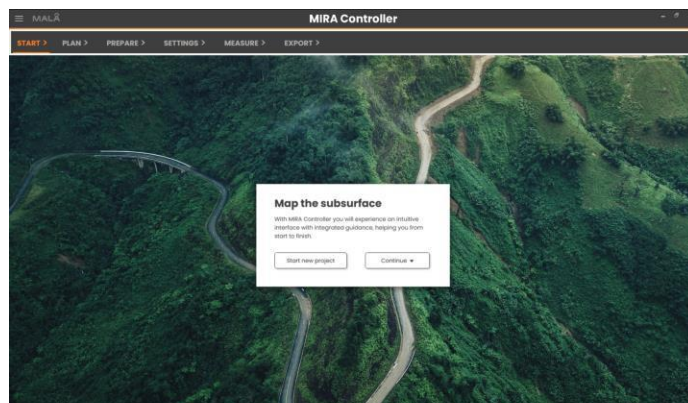 MALÅ
MIRA Controller
START > PLAN > PREPARE > SETTINGS > MEASURE > EXPORT >
Map the subsurface
With MIRA Controller you will experience an intuitive
interface with integrated guidance, helping you from
start to finish.
Start new project Continue